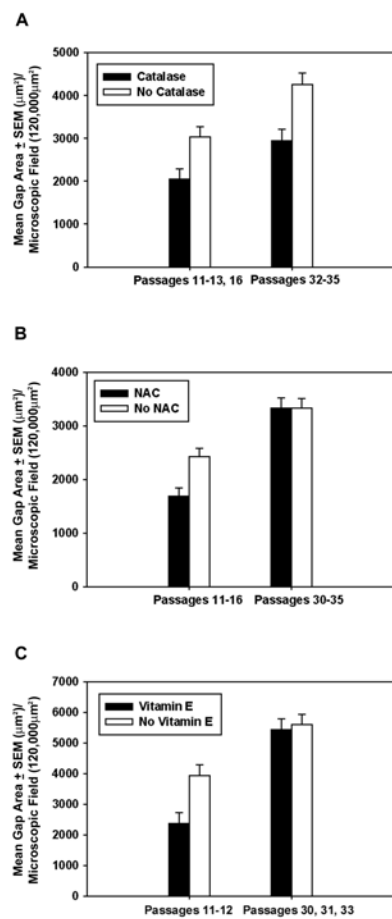 A
Mean Gap Area ± SEM (µm²)/
Microscopic Field (120,000µm²)
5000
4000
3000
2000
1000
0
Catalase
No Catalase
Passages 11-13, 16
Passages 32-35
B
Mean Gap Area ± SEM (µm²)/
Microscopic Field (120,000µm²)
4000
3000
2000
1000
0
NAC
No NAC
Passages 11-16
Passages 30-35
C
Mean Gap Area ± SEM (µm²)/
Microscopic Field (120,000µm²)
7000
6000
5000
4000
3000
2000
1000
0
Vitamin E
No Vitamin E
Passages 11-12
Passages 30, 31, 33